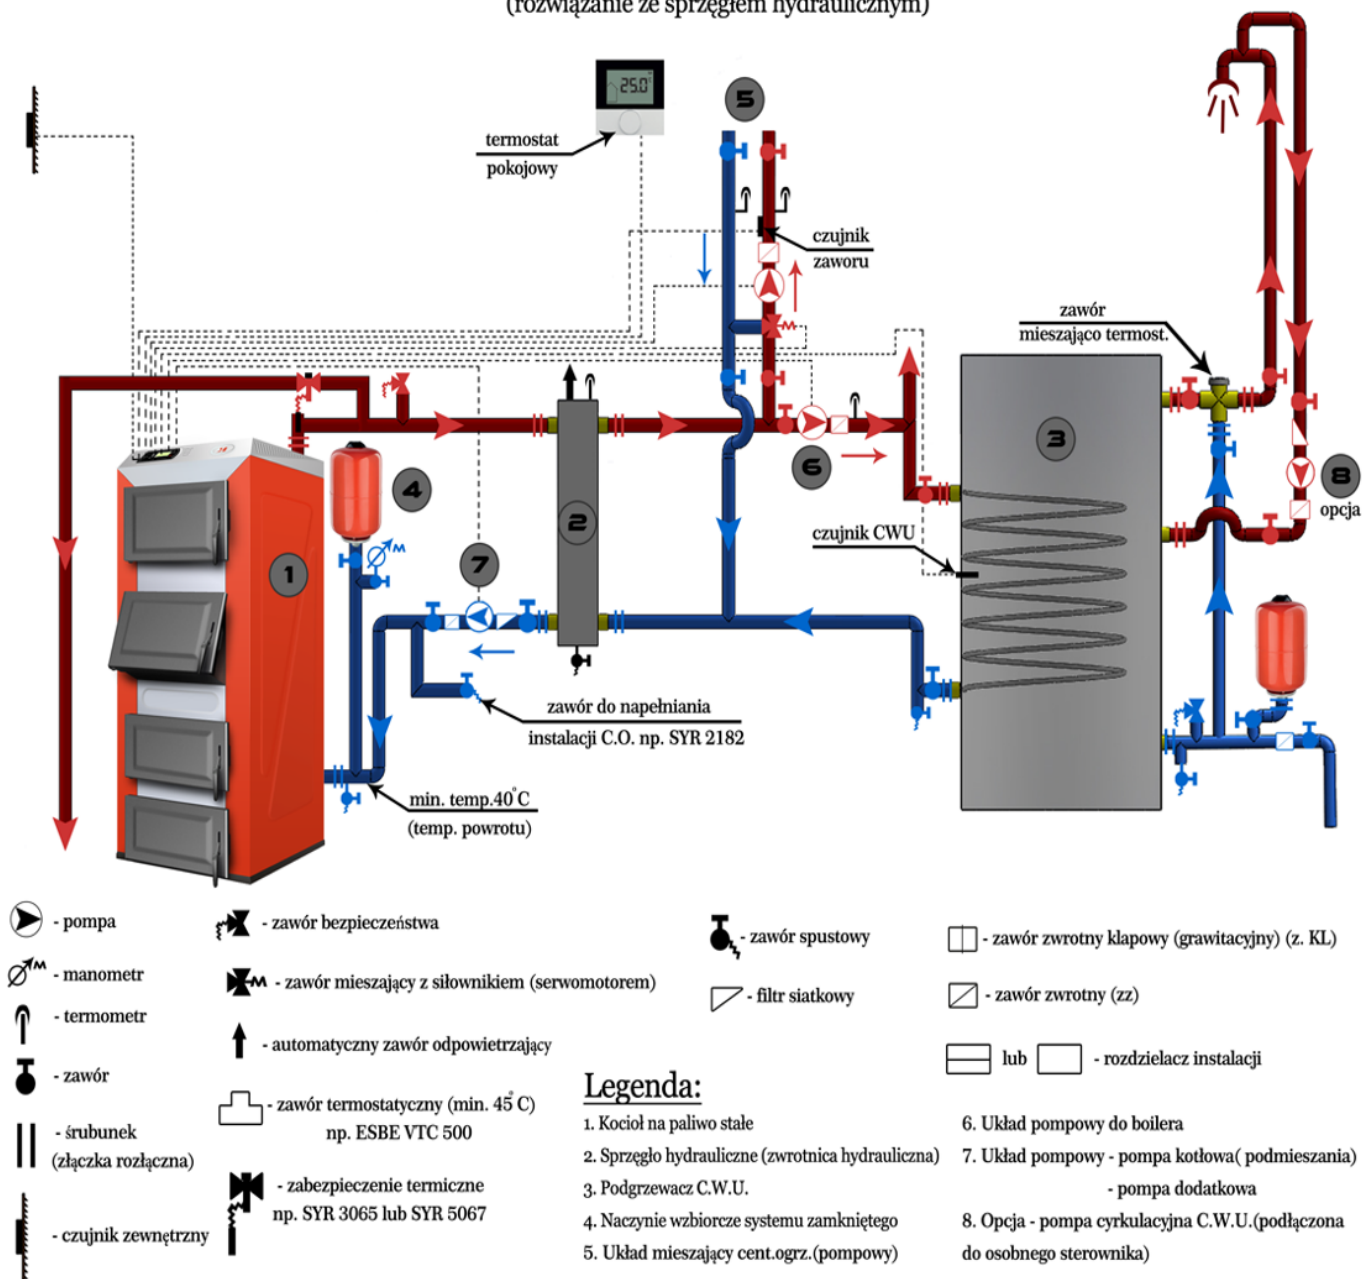 (rozwiązanie ze sprzęgłem hydraulicznym)
25.0°
5
termostat
pokojowy
czujnik
zaworu
zawór
mieszająco termost.
3
4
6
8
opcja
2
czujnik CWU
1
7
zawór do napełniania
instalacji C.O. np. SYR 2182
min. temp.40°C
(temp. powrotu)
- pompa
- manometr
- termometr
- zawór
- śrubunek
(złączka rozłączna)
- czujnik zewnętrzny
- zawór bezpieczeństwa
- zawór mieszający z siłownikiem (serwomotorem)
- automatyczny zawór odpowietrzający
- zawór termostatyczny (min. 45°C)
np. ESBE VTC 500
- zabezpieczenie termiczne
np. SYR 3065 lub SYR 5067
- zawór spustowy
- filtr siatkowy
- zawór zwrotny klapowy (grawitacyjny) (z. KL)
- zawór zwrotny (zz)
lub - rozdzielacz instalacji
Legenda:
1. Kocioł na paliwo stałe
2. Sprzęgło hydrauliczne (zwrotnica hydrauliczna)
3. Podgrzewacz C.W.U.
4. Naczynie wzbiorcze systemu zamkniętego
5. Układ mieszający cent.ogrz.(pompowy)
6. Układ pompowy do boilera
7. Układ pompowy - pompa kotłowa( podmieszania)
- pompa dodatkowa
8. Opcja - pompa cyrkulacyjna C.W.U.(podłączona
do osobnego sterownika)